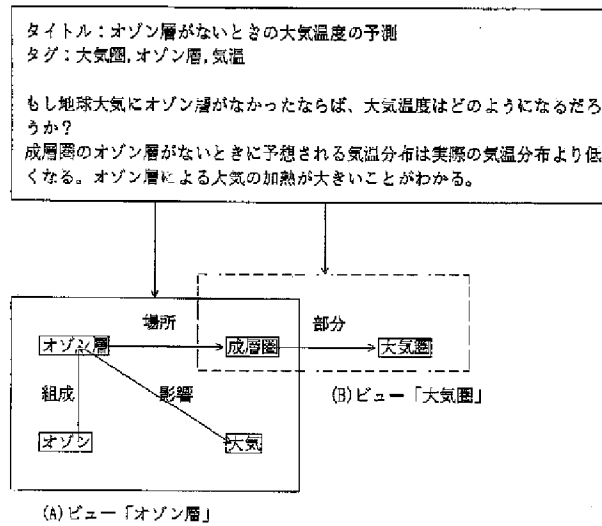 タイトル：オゾン層がないときの大気温度の予測
タグ：大気圏，オゾン層，気温
もし地球大気にオゾン層がなかったならば、大気温度はどのようになるだろ
うか？
成層圏のオゾン層がないときに予想される気温分布は実際の気温分布より低
くなる。オゾン層による大気の加熱が大きいことがわかる。
場所
部分
オゾン層
成層圏
大気圏
組成
影響
(B)ビュー「大気圏」
オゾン
大気
(A)ビュー「オゾン層」